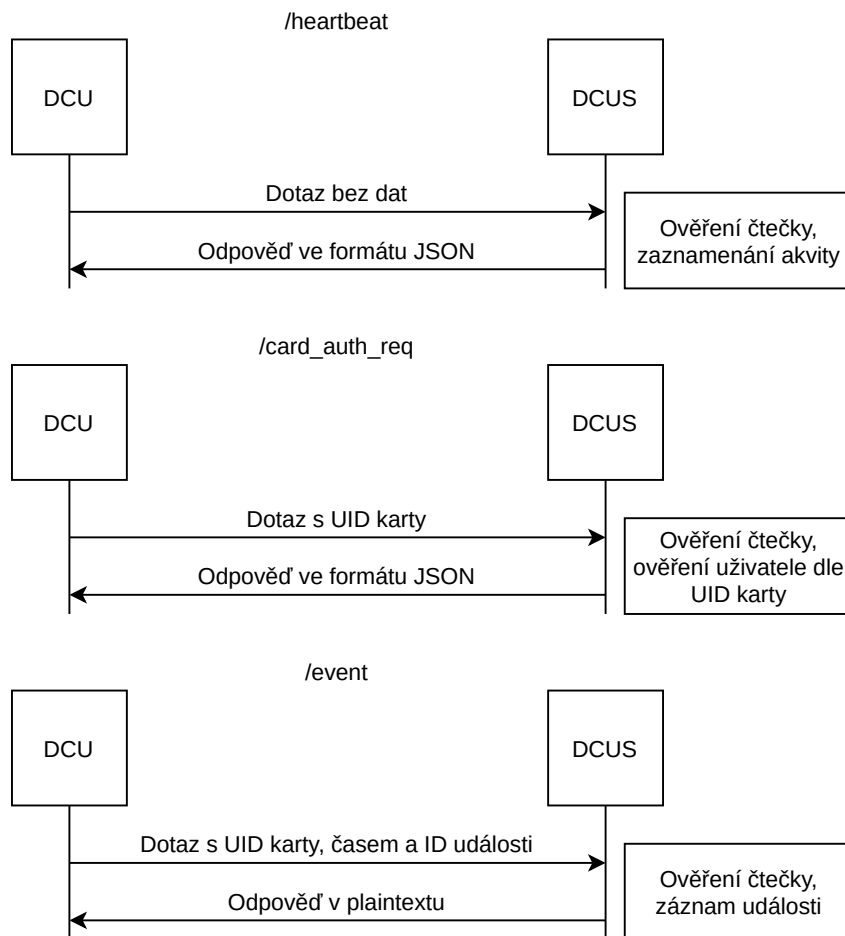 /heartbeat
DCU
DCUS
Dotaz bez dat
Odpověď ve formátu JSON
Ověření čtečky,
zaznamenání akvity
/card_auth_req
DCU
DCUS
Dotaz s UID karty
Odpověď ve formátu JSON
Ověření čtečky,
ověření uživatele dle
UID karty
/event
DCU
DCUS
Dotaz s UID karty, časem a ID události
Odpověď v plaintextu
Ověření čtečky,
záznam události